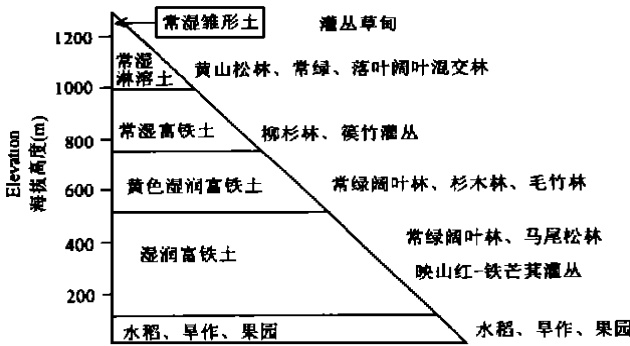 常湿雏形土 灌丛草甸
1200
常湿
淋溶土 黄山松林、常绿、落叶阔叶混交林
1000
常湿富铁土 柳杉林、篌竹灌丛
800
黄色湿润富铁土 常绿阔叶林、杉木林、毛竹林
600
常绿阔叶林、马尾松林
400
湿润富铁土
映山红-铁芒萁灌丛
200
水稻、旱作、果园 水稻、旱作、果园
Elevation
海拔高度(m)